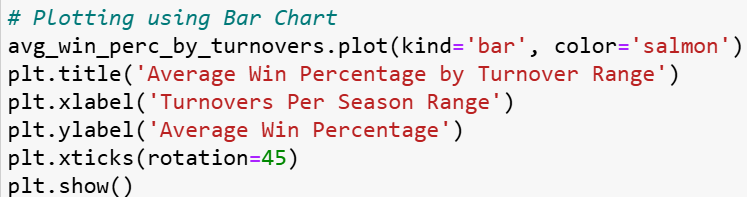 # Plotting using Bar Chart
avg_win_perc_by_turnovers.plot(kind='bar', color='salmon')
plt.title('Average Win Percentage by Turnover Range')
plt.xlabel('Turnovers Per Season Range')
plt.ylabel('Average Win Percentage')
plt.xticks(rotation=45)
plt.show()